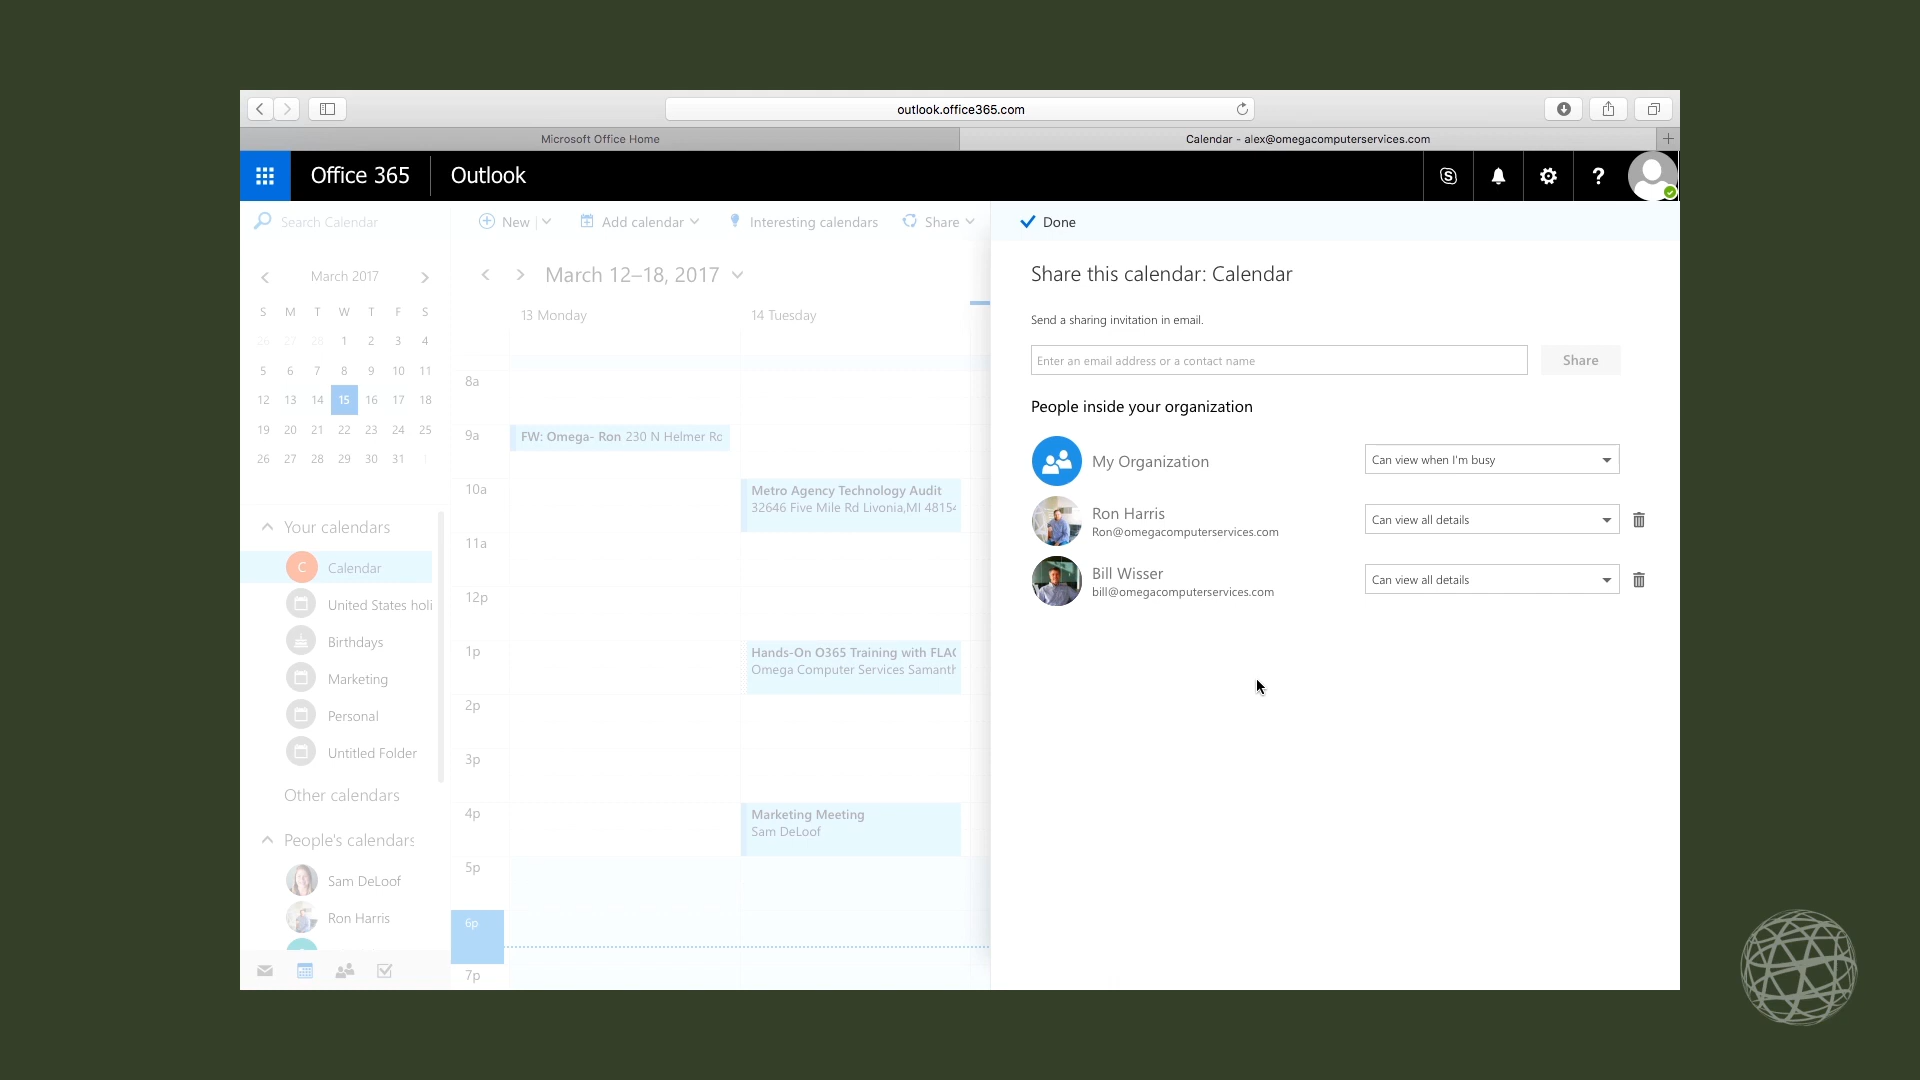 outlook.office365.com
Microsoft Office Home
Calendar - alex@omegacomputerservices.com
Office 365
Outlook
Search Calendar
New
Add calendar
Interesting calendars
Share
Done
March 2017
S M T W T F S
26 27 28 1 2 3 4
5 6 7 8 9 10 11
12 13 14 15 16 17 18
19 20 21 22 23 24 25
26 27 28 29 30 31 1
Your calendars
C
Calendar
United States holi
Birthdays
Marketing
Personal
Untitled Folder
Other calendars
People's calendars
Sam DeLoof
Ron Harris
March 12–18, 2017
13 Monday
14 Tuesday
8a
9a
FW: Omega- Ron 230 N Helmer Rd
10a
Metro Agency Technology Audit
32646 Five Mile Rd Livonia,MI 48154
11a
12p
1p
Hands-On O365 Training with FLAG
Omega Computer Services Samanth
2p
3p
4p
Marketing Meeting
Sam DeLoof
5p
6p
7p
Share this calendar: Calendar
Send a sharing invitation in email.
Enter an email address or a contact name
Share
People inside your organization
My Organization
Can view when I'm busy
Ron Harris
Ron@omegacomputerservices.com
Can view all details
Bill Wisser
bill@omegacomputerservices.com
Can view all details